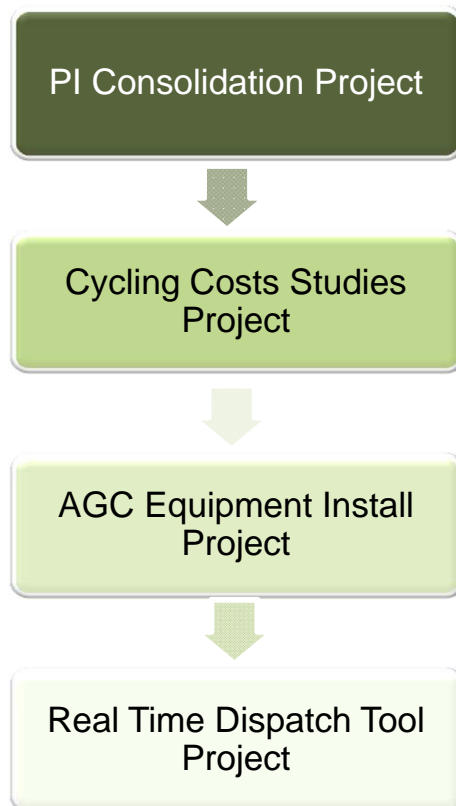 PI Consolidation Project
Cycling Costs Studies
Project
AGC Equipment Install
Project
Real Time Dispatch Tool
Project